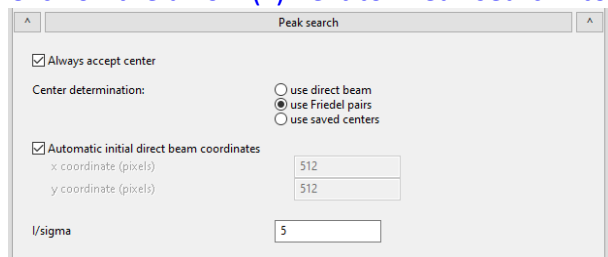 ^ Peak search ^
Always accept center
Center determination: use direct beam
use Friedel pairs
use saved centers
Automatic initial direct beam coordinates
x coordinate (pixels) 512
y coordinate (pixels) 512
I/sigma 5